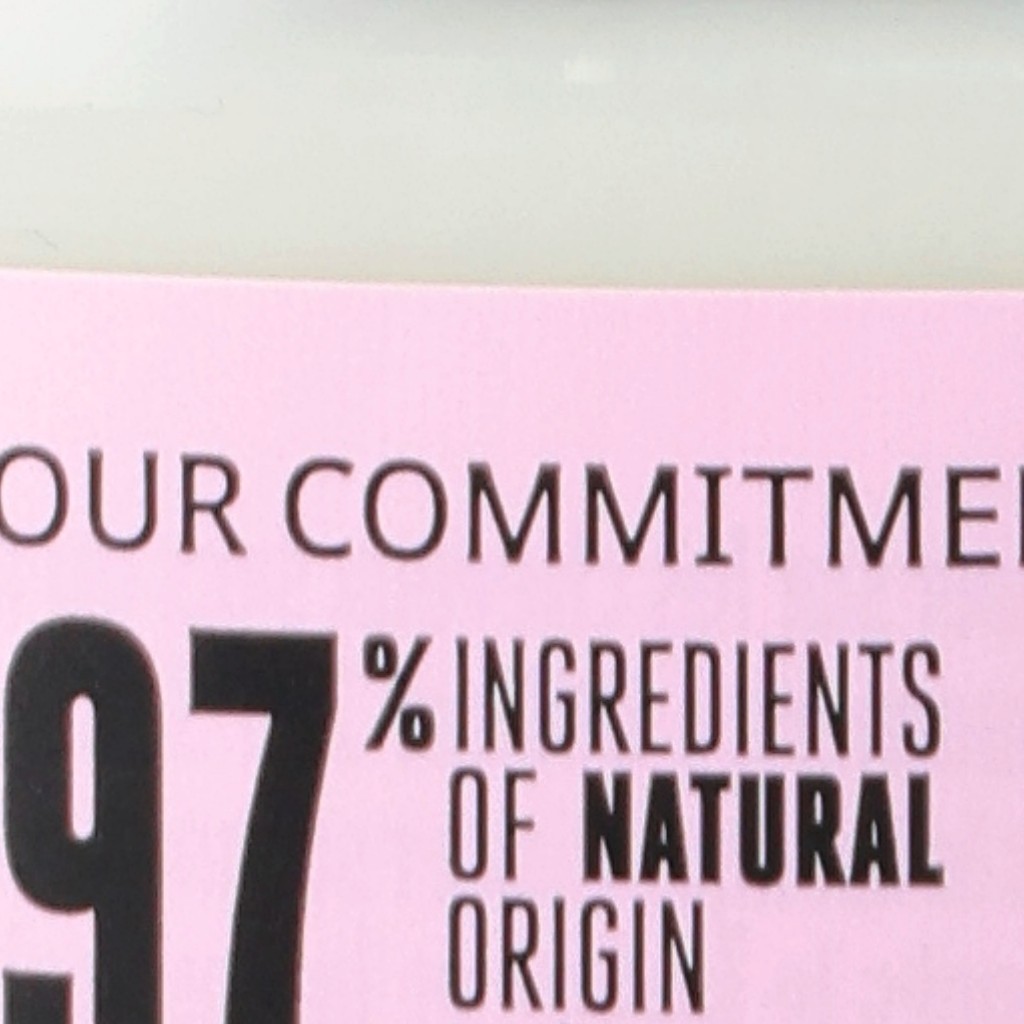 OUR COMMITME
97% INGREDIENTS
OF NATURAL
ORIGIN